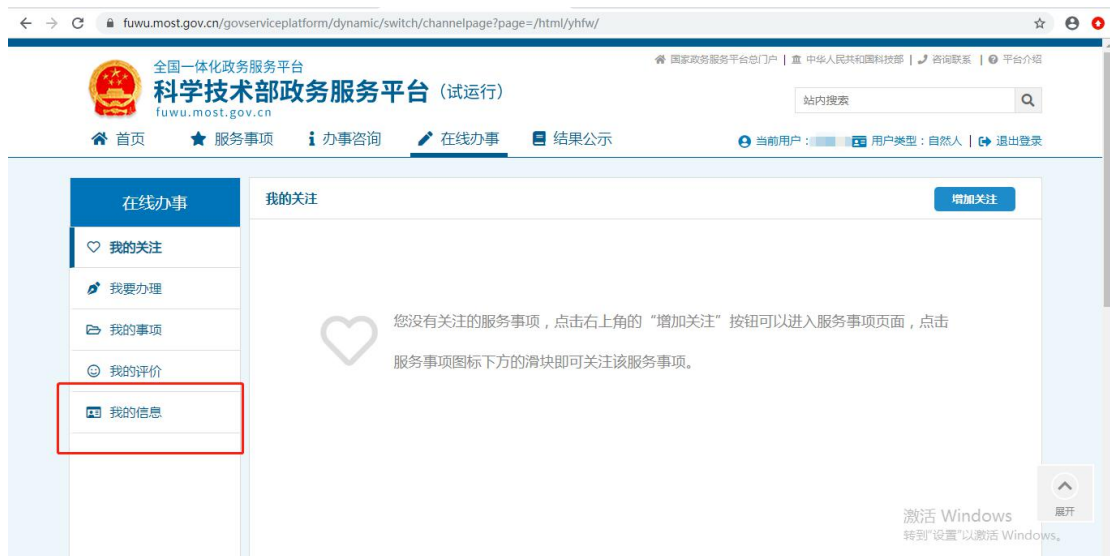 fuwu.most.gov.cn/govserviceplatform/dynamic/switch/channelpage?page=/html/yhfw/
国家政务服务平台总门户 | 中华人民共和国科技部 | 咨询联系 | 平台介绍
全国一体化政务服务平台
科学技术部政务服务平台（试运行）
fuwu.most.gov.cn
站内搜索
首页 服务事项 办事咨询 在线办事 结果公示
当前用户： 用户类型：自然人 | 退出登录
在线办事
我的关注
我要办理
我的事项
我的评价
我的信息
我的关注
增加关注
您没有关注的服务事项，点击右上角的“增加关注”按钮可以进入服务事项页面，点击
服务事项图标下方的滑块即可关注该服务事项。
展开
激活 Windows
转到“设置”以激活 Windows。